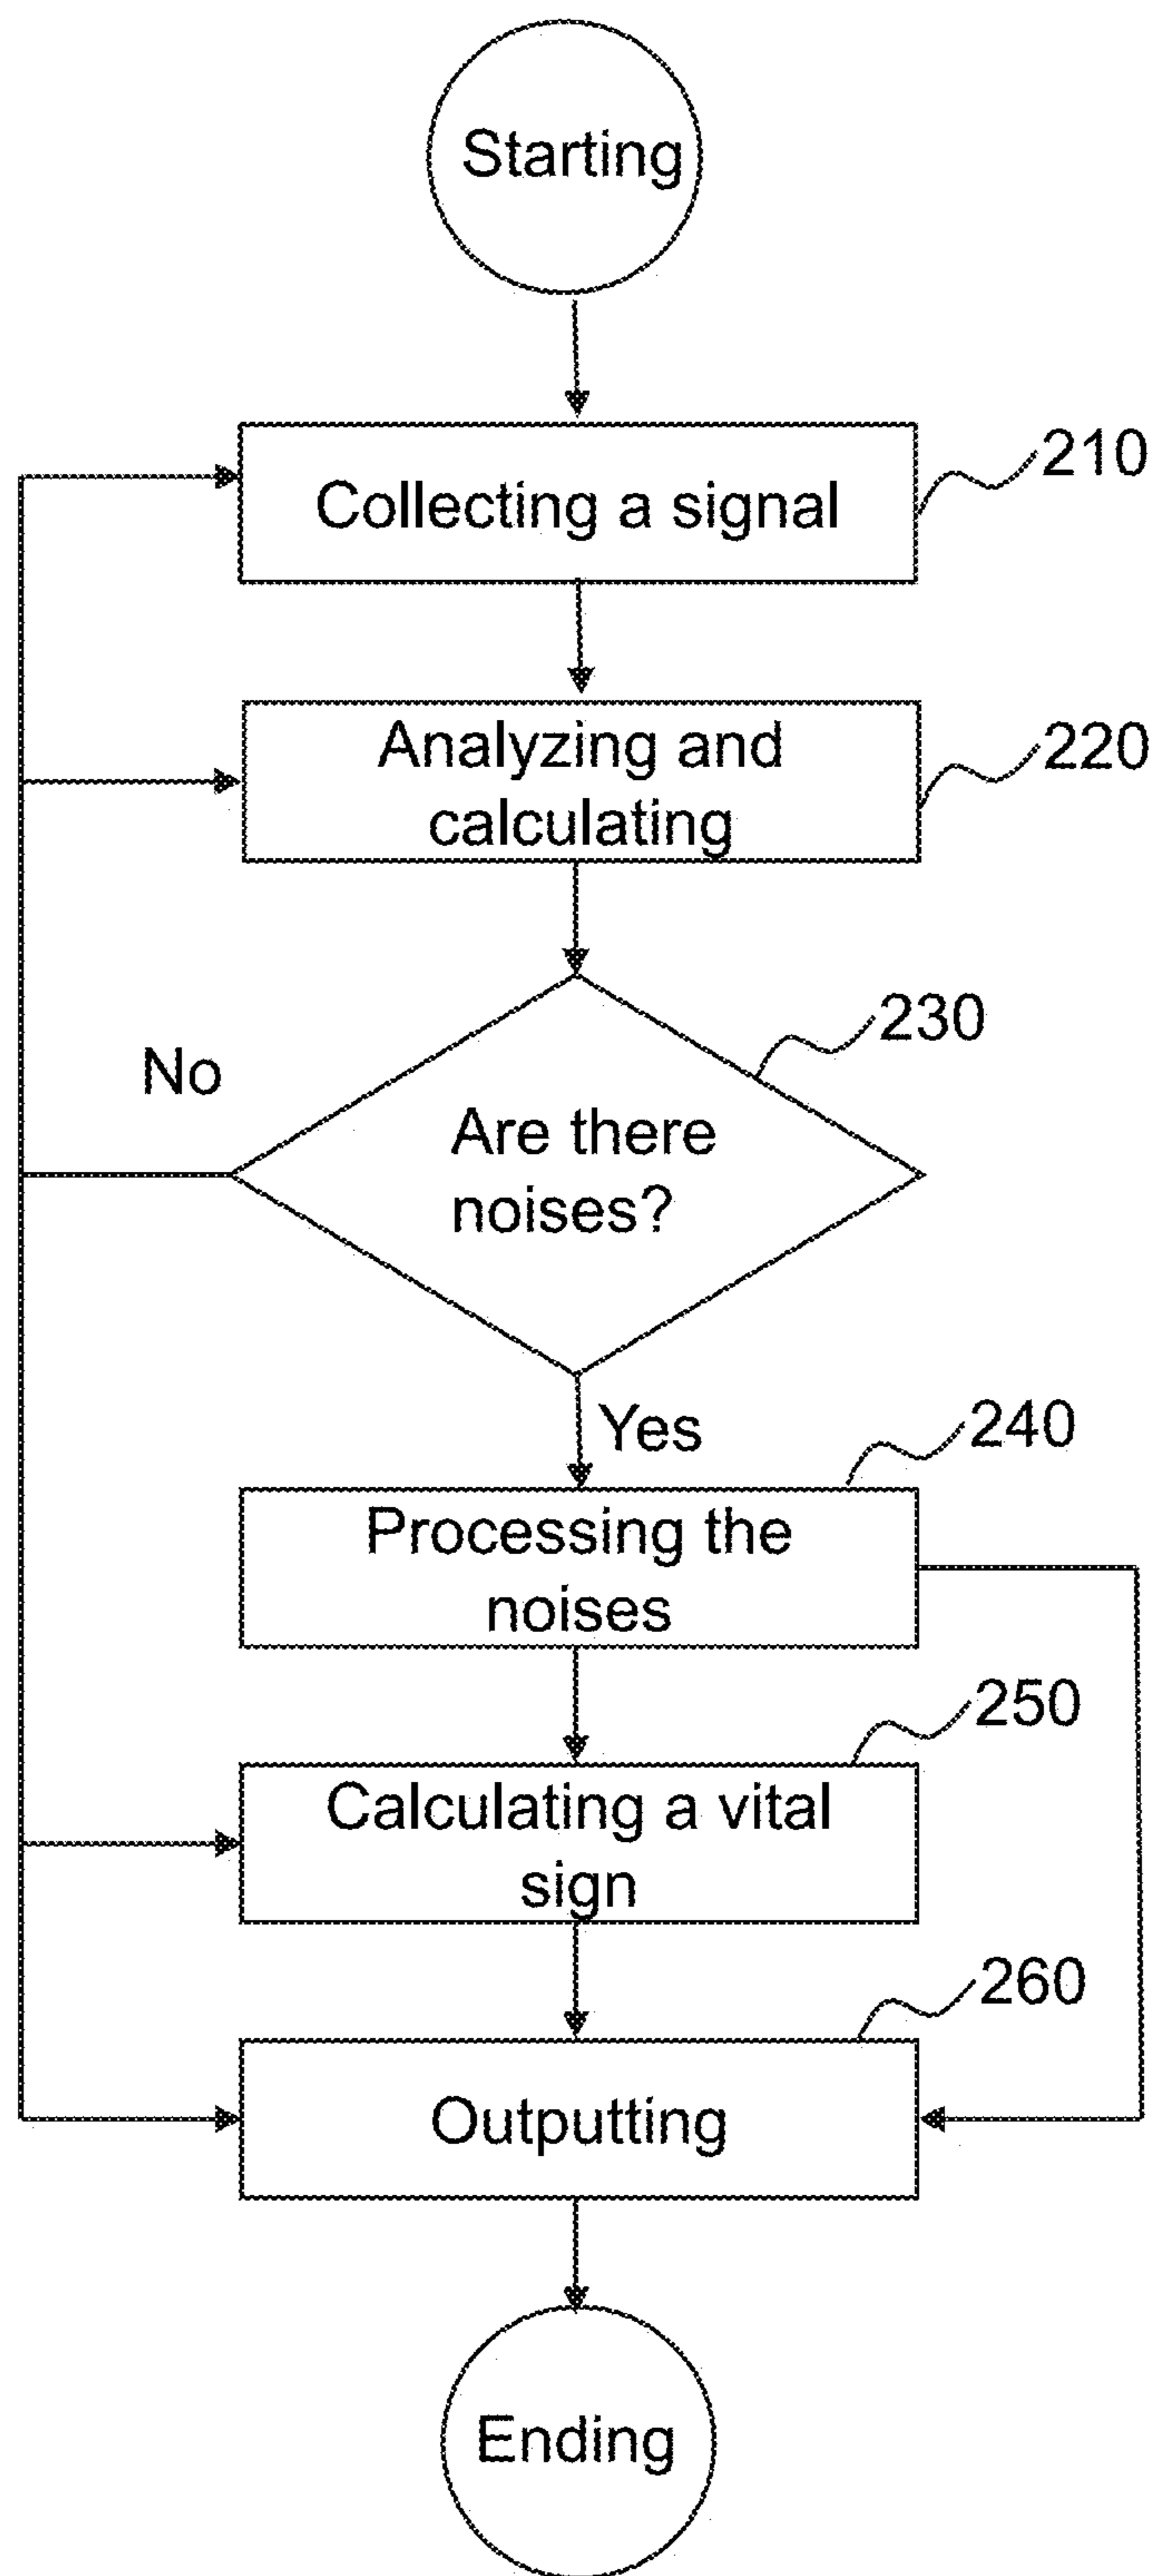 Starting
Collecting a signal
210
Analyzing and
calculating
220
230
No
Are there
noises?
Yes
240
Processing the
noises
250
Calculating a vital
sign
260
Outputting
Ending